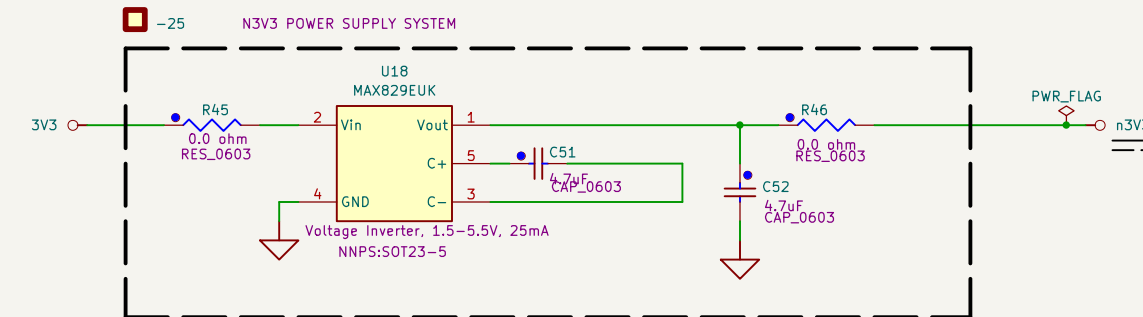 -25
N3V3 POWER SUPPLY SYSTEM
U18
MAX829EUK
R45
0.0 ohm
RES_0603
3V3
2
Vin
Vout
1
C+
5
4
GND
C-
3
C51
4.7uF
CAP_0603
R46
0.0 ohm
RES_0603
C52
4.7uF
CAP_0603
PWR_FLAG
n3V
Voltage Inverter, 1.5-5.5V, 25mA
NNPS:SOT23-5